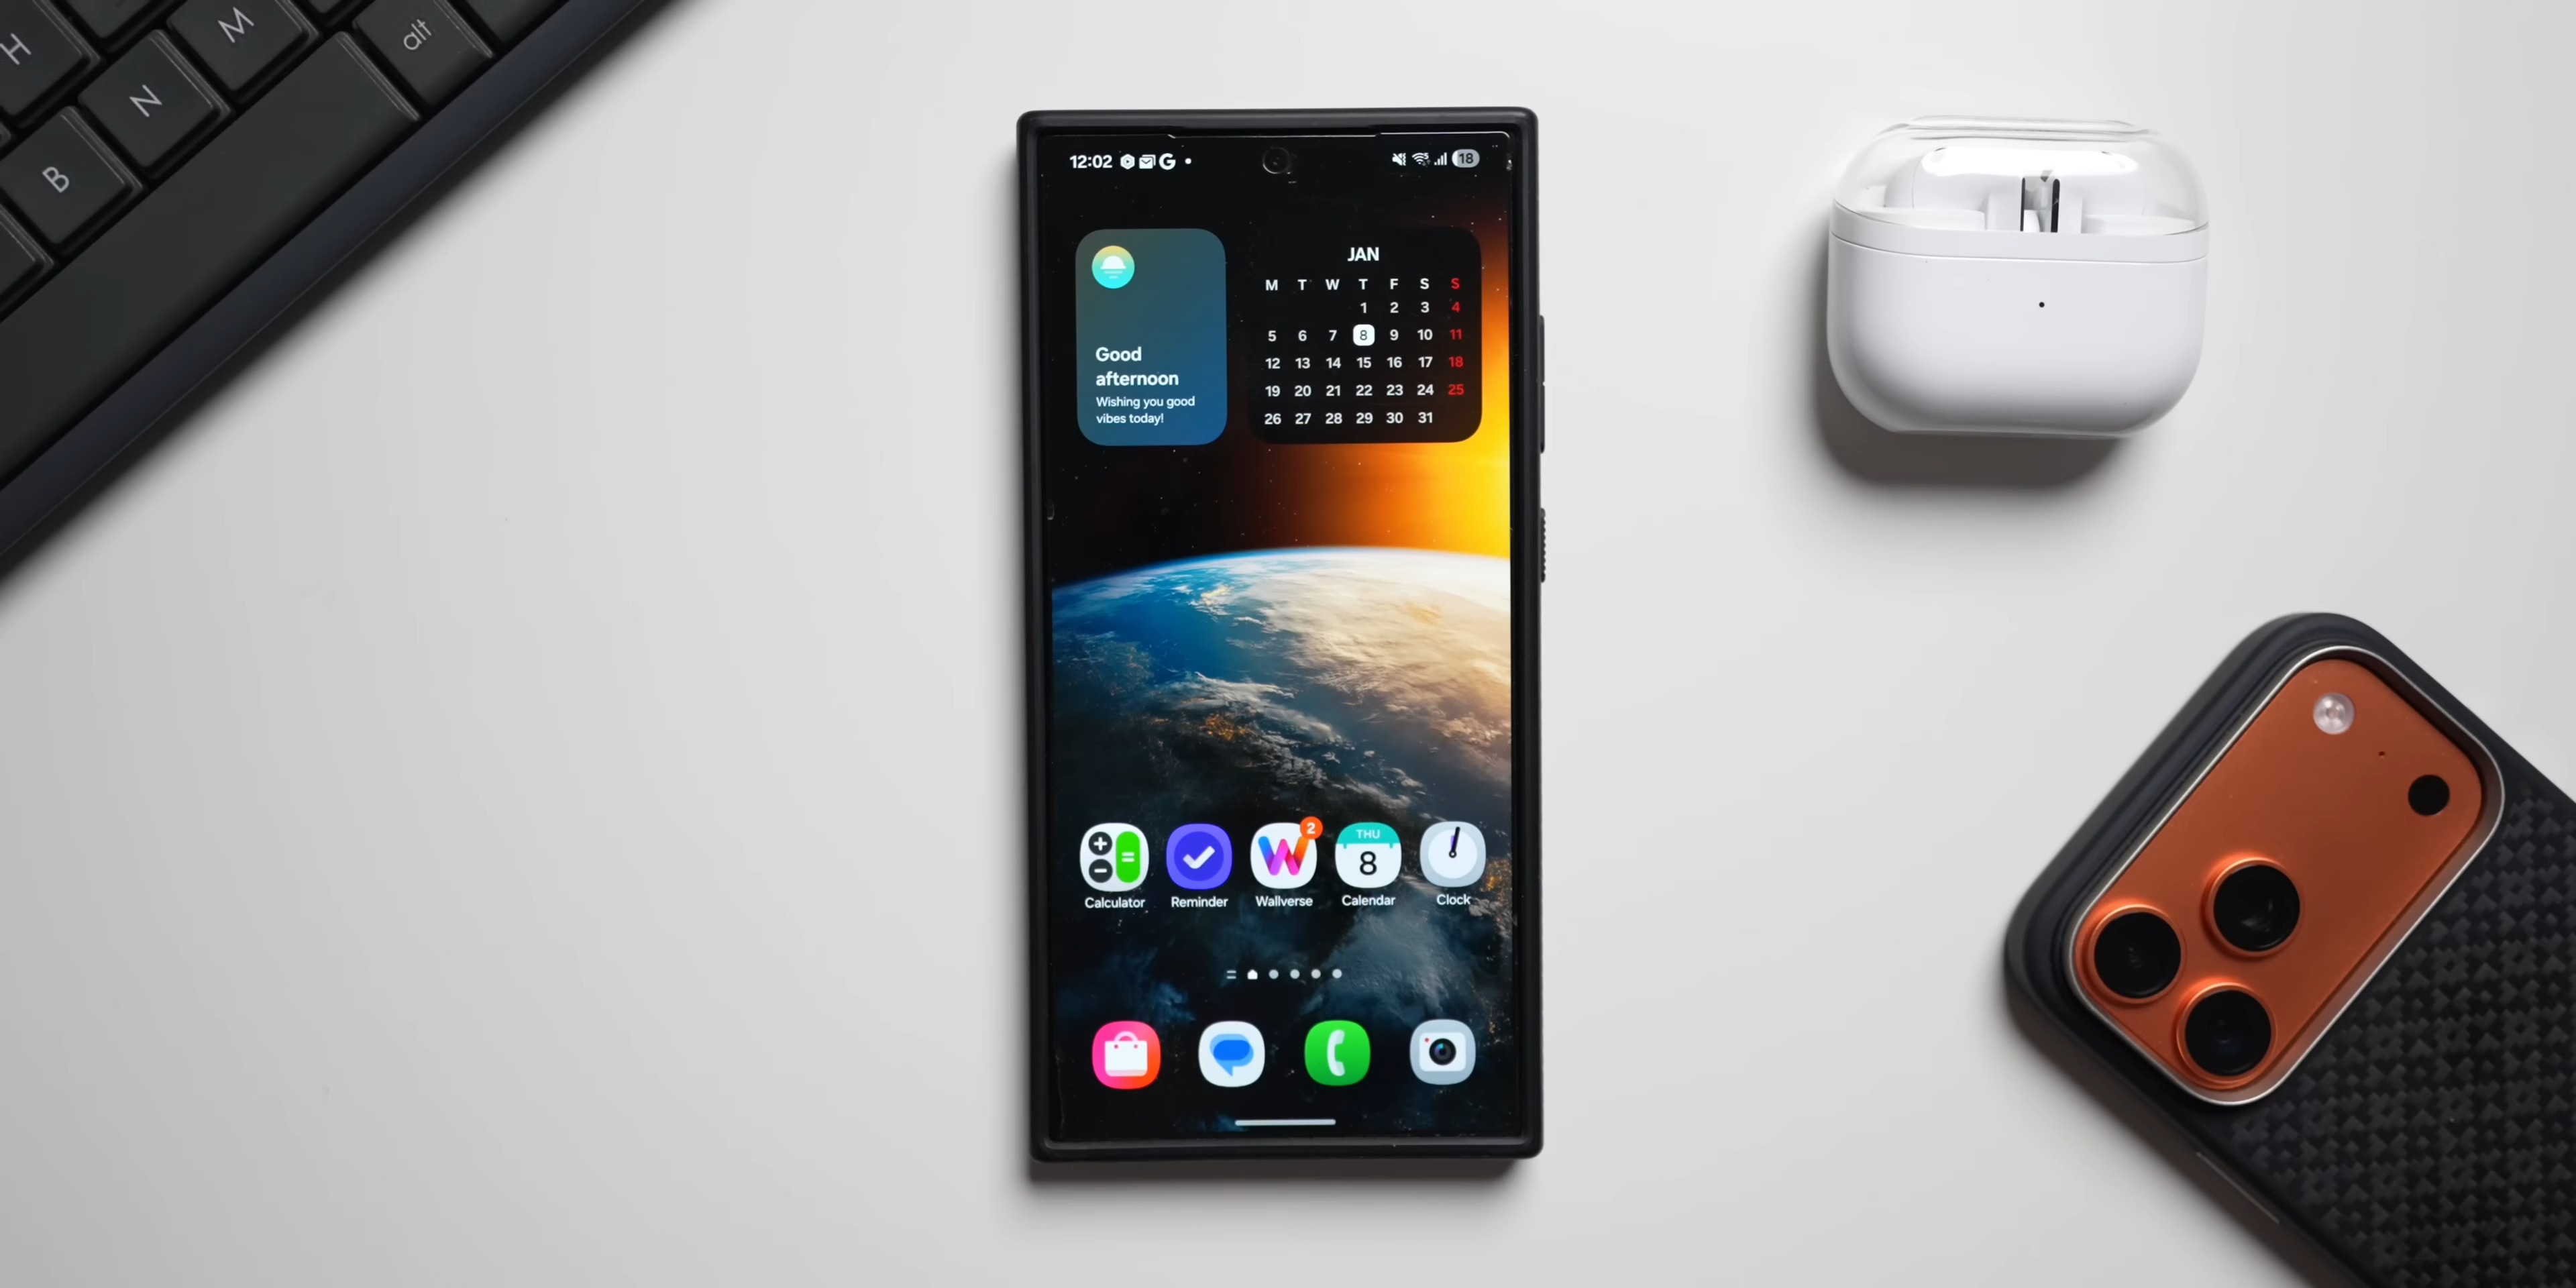 H
M
alt
N
B
12:02
18
Good
afternoon
Wishing you good
vibes today!
JAN
M T W T F S S
1 2 3 4
5 6 7 8 9 10 11
12 13 14 15 16 17 18
19 20 21 22 23 24 25
26 27 28 29 30 31
2
THU
8
Calculator Reminder Wallverse Calendar Clock